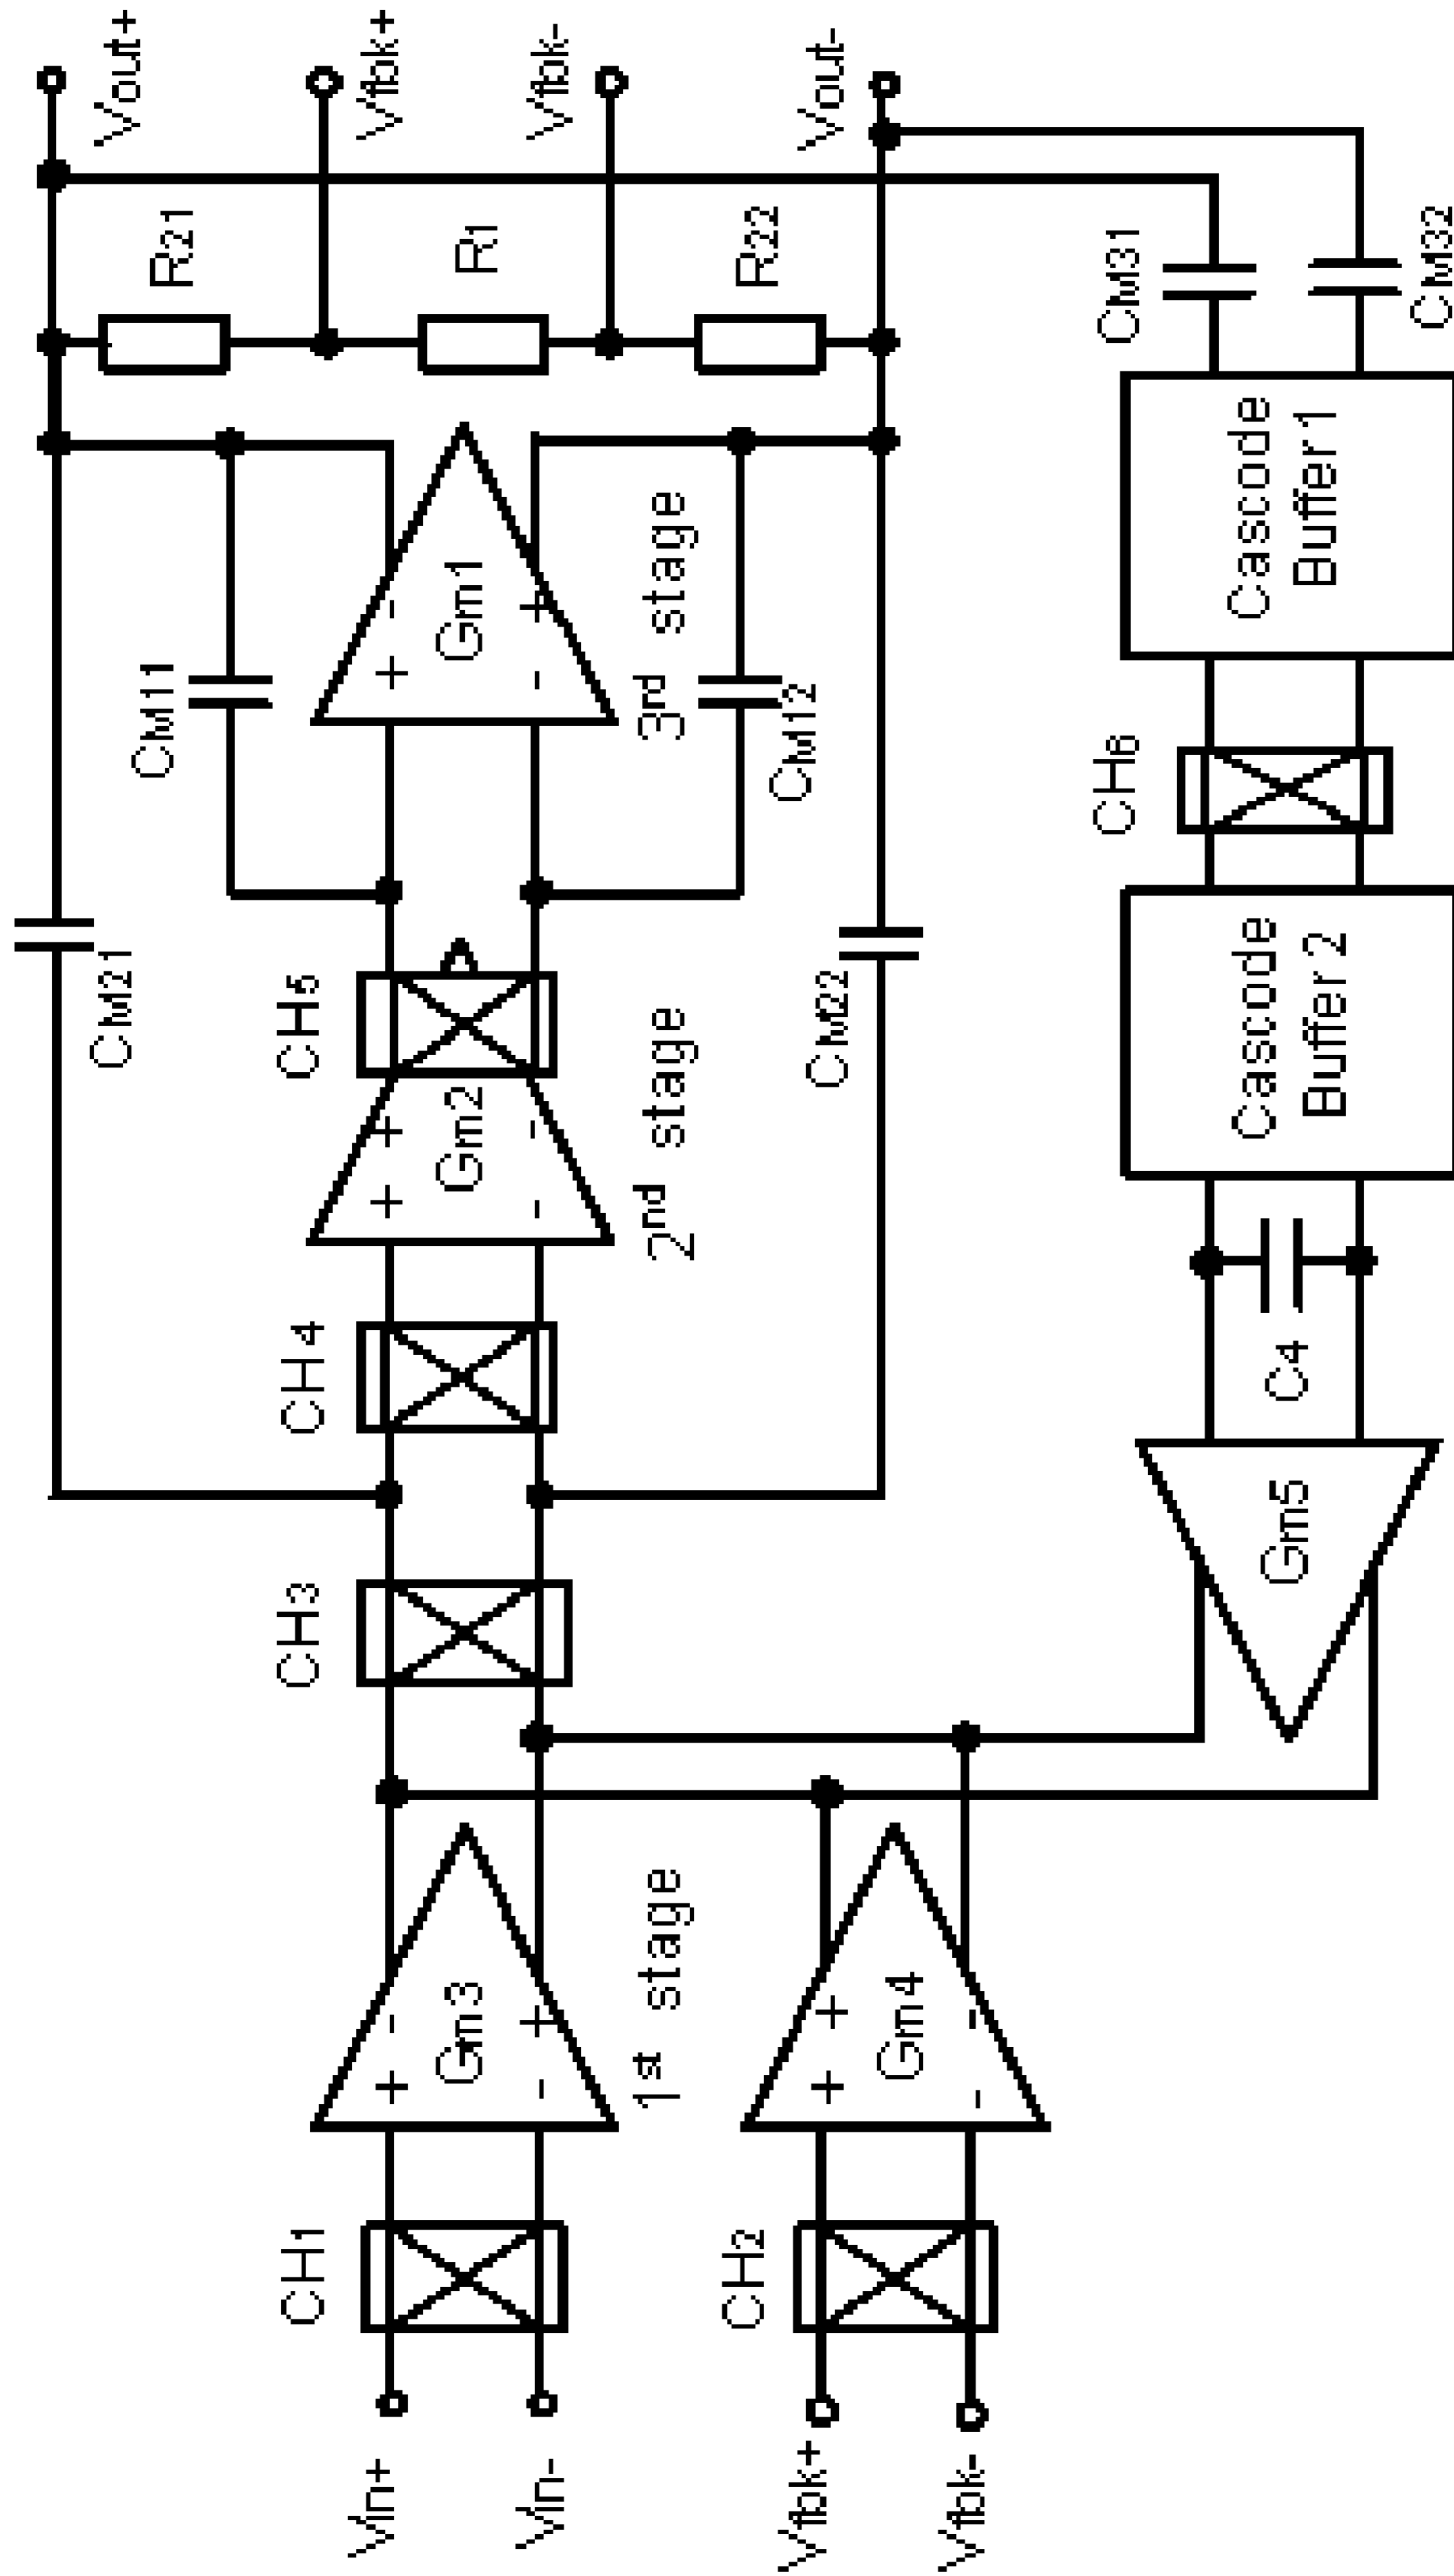 Vin+
Vin-
Vfbk+
Vfbk-
CH1
CH2
+ -
Gm3
- +
1st stage
+ +
Gm4
- -
CH3
CH4
+ +
Gm2
- -
2nd stage
CH5
CM21
CM22
CM11
CM12
+ -
Gm1
- +
3rd stage
R21
R1
R22
Vout+
Vfbk+
Vfbk-
Vout-
Gm5
C4
Cascode
Buffer 2
CH6
Cascode
Buffer 1
CM31
CM32